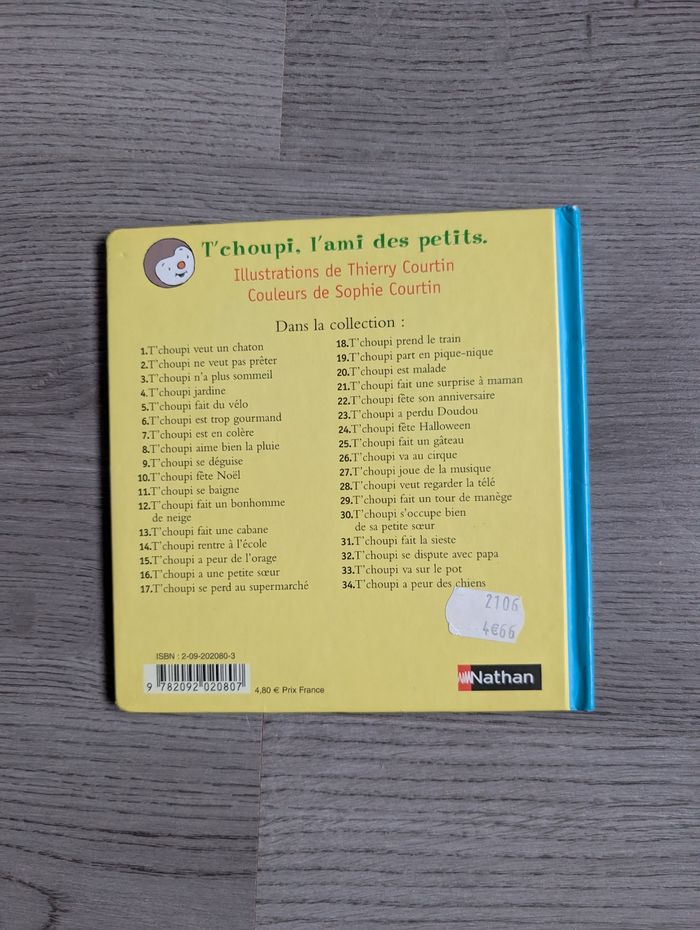 T'choupi, l'ami des petits.
Illustrations de Thierry Courtin
Couleurs de Sophie Courtin
Dans la collection :
1.T'choupi veut un chaton
2.T'choupi ne veut pas prêter
3.T'choupi n'a plus sommeil
4.T'choupi jardine
5.T'choupi fait du vélo
6.T'choupi est trop gourmand
7.T'choupi est en colère
8.T'choupi aime bien la pluie
9.T'choupi se déguise
10.T'choupi fête Noël
11.T'choupi se baigne
12.T'choupi fait un bonhomme
de neige
13.T'choupi fait une cabane
14.T'choupi rentre à l'école
15.T'choupi a peur de l'orage
16.T'choupi a une petite sœur
17.T'choupi se perd au supermarché
18.T'choupi prend le train
19.T'choupi part en pique-nique
20.T'choupi est malade
21.T'choupi fait une surprise à maman
22.T'choupi fête son anniversaire
23.T'choupi a perdu Doudou
24.T'choupi fête Halloween
25.T'choupi fait un gâteau
26.T'choupi va au cirque
27.T'choupi joue de la musique
28.T'choupi veut regarder la télé
29.T'choupi fait un tour de manège
30.T'choupi s'occupe bien
de sa petite sœur
31.T'choupi fait la sieste
32.T'choupi se dispute avec papa
33.T'choupi va sur le pot
34.T'choupi a peur des chiens
2106
4€66
ISBN : 2-09-202080-3
9 782092 020807
4,80 € Prix France
Nathan